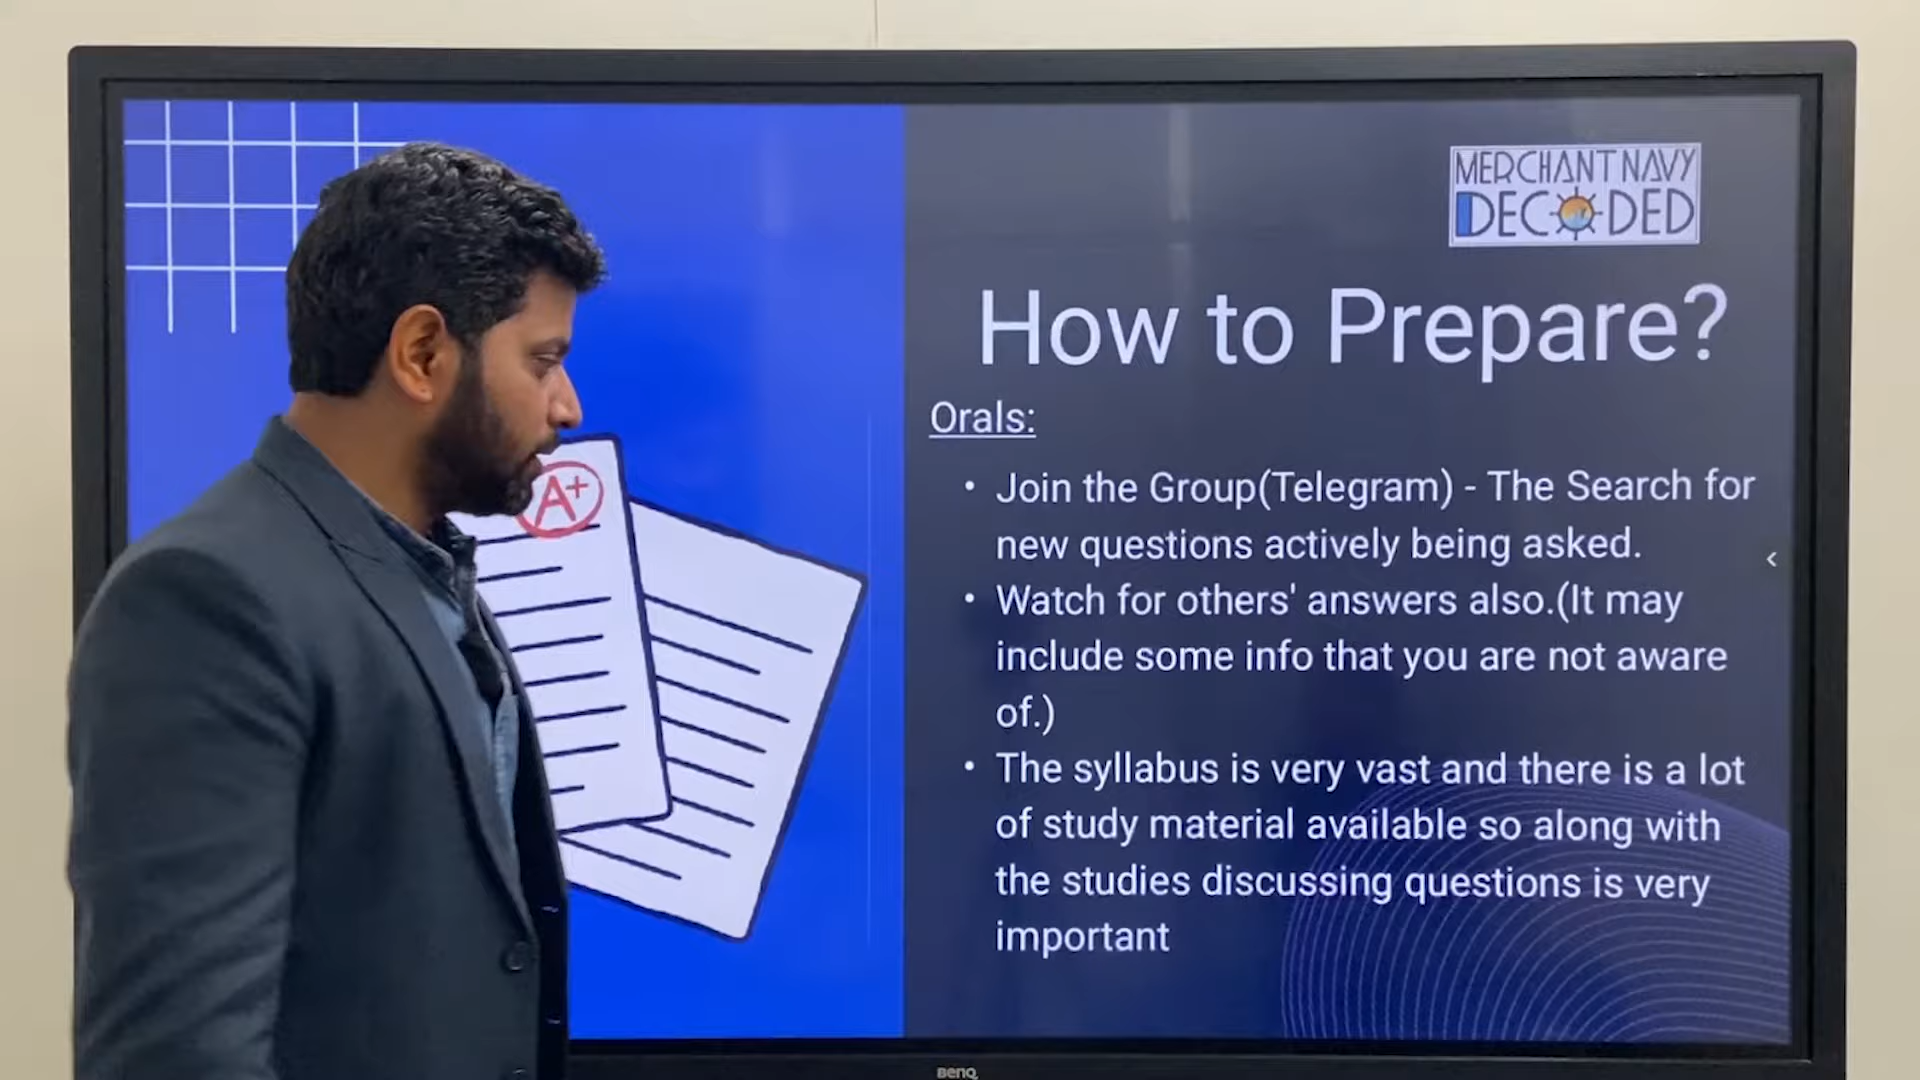 MERCHANT NAVY
DECODED
How to Prepare?
Orals:
• Join the Group(Telegram) - The Search for
new questions actively being asked.
• Watch for others' answers also.(It may
include some info that you are not aware
of.)
• The syllabus is very vast and there is a lot
of study material available so along with
the studies discussing questions is very
important
A+
BenQ